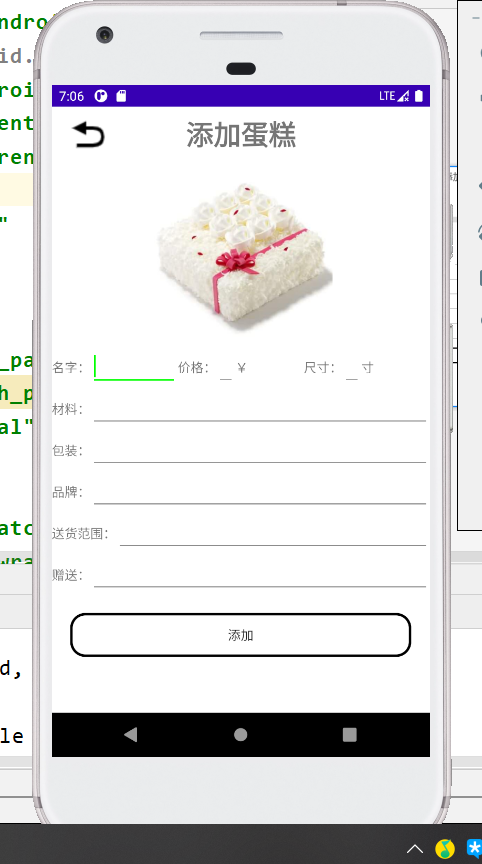 ndro
id.
roi
ent
ren
"
_pa
h_p
al"
atc
wra
d,
le
7:06 LTE
添加蛋糕
名字： 价格： ¥ 尺寸： 寸
材料：
包装：
品牌：
送货范围：
赠送：
添加